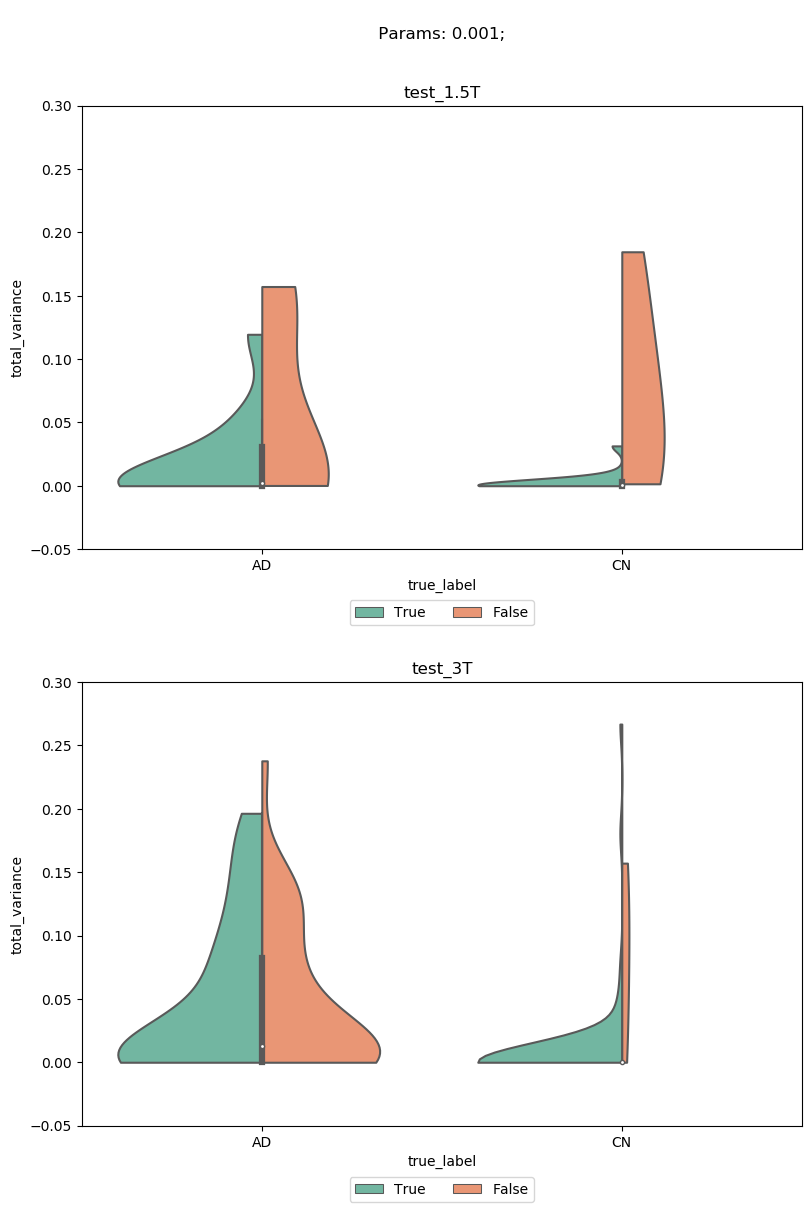 Params: 0.001;
test_1.5T
0.30
0.25
0.20
0.15
0.10
0.05
0.00
−0.05
total_variance
AD CN
true_label
True False
test_3T
0.30
0.25
0.20
0.15
0.10
0.05
0.00
−0.05
total_variance
AD CN
true_label
True False